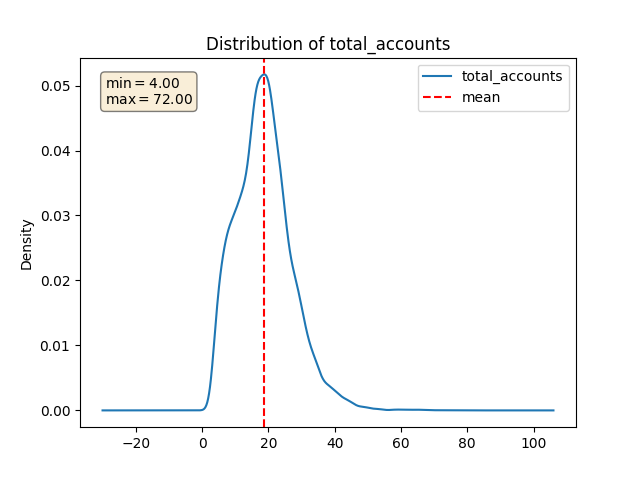 Distribution of total_accounts
min = 4.00
max = 72.00
total_accounts
mean
Density
0.05
0.04
0.03
0.02
0.01
0.00
−20
0
20
40
60
80
100